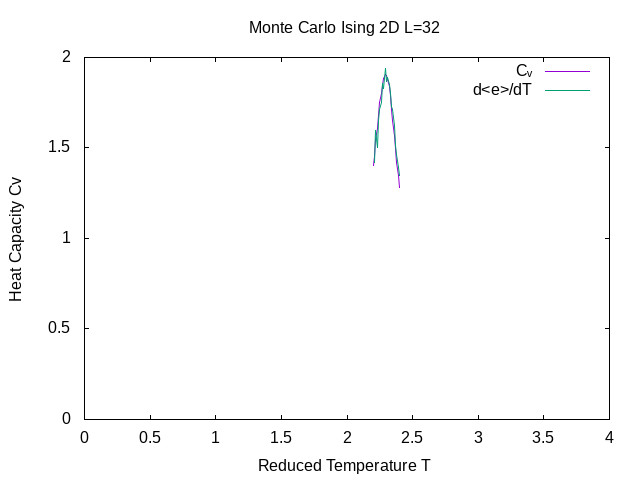 Monte Carlo Ising 2D L=32
2
Cᵥ
d<e>/dT
1.5
1
0.5
0
Heat Capacity Cv
0 0.5 1 1.5 2 2.5 3 3.5 4
Reduced Temperature T